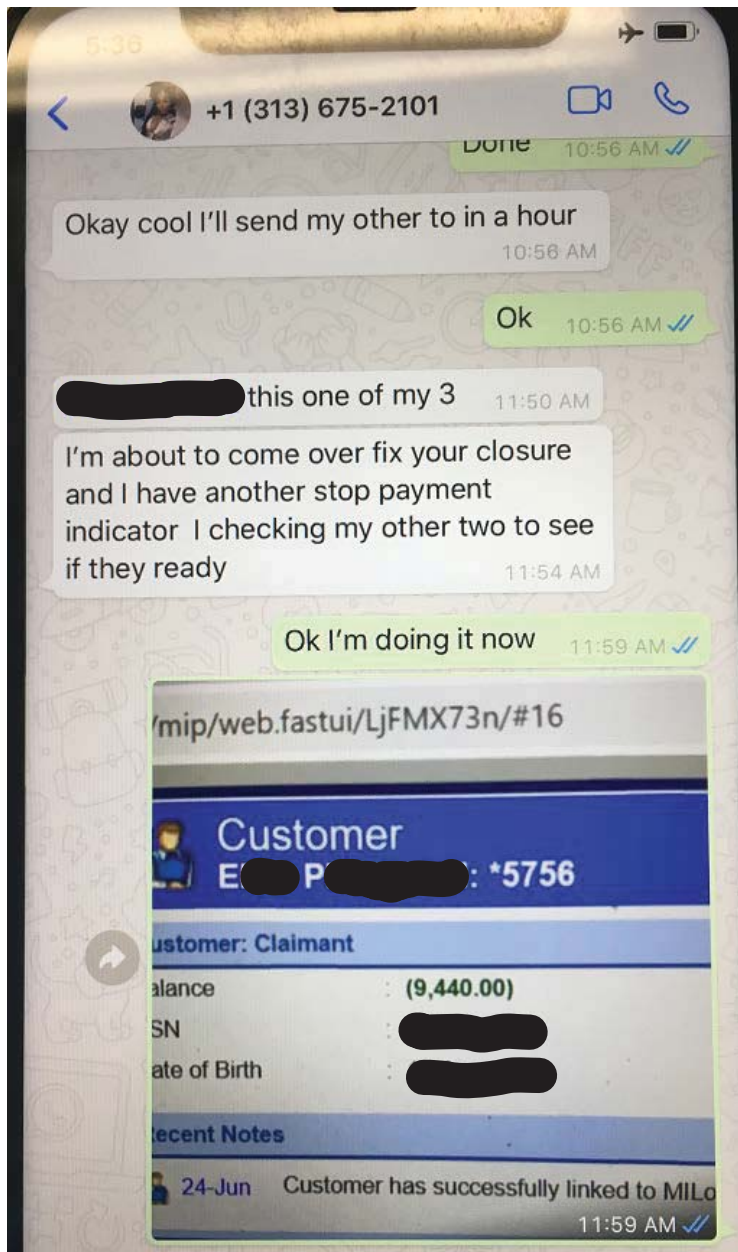 5:36
+1 (313) 675-2101
Done 10:56 AM
Okay cool I'll send my other to in a hour
10:56 AM
Ok 10:56 AM
this one of my 3 11:50 AM
I'm about to come over fix your closure
and I have another stop payment
indicator I checking my other two to see
if they ready
11:54 AM
Ok I'm doing it now 11:59 AM
/mip/web.fastui/LjFMX73n/#16
Customer
E P : *5756
ustomer: Claimant
alance : (9,440.00)
SN :
ate of Birth :
ecent Notes
24-Jun Customer has successfully linked to MILo
11:59 AM